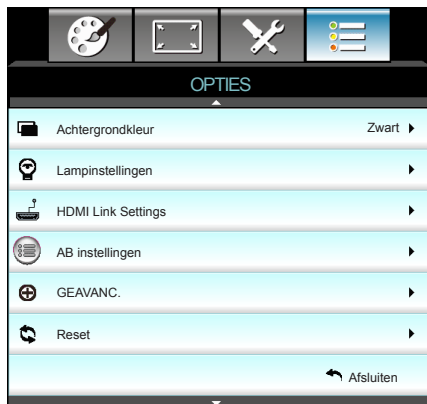 OPTIES
Achtergrondkleur Zwart
Lampinstellingen
HDMI Link Settings
AB instellingen
GEAVANC.
Reset
Afsluiten